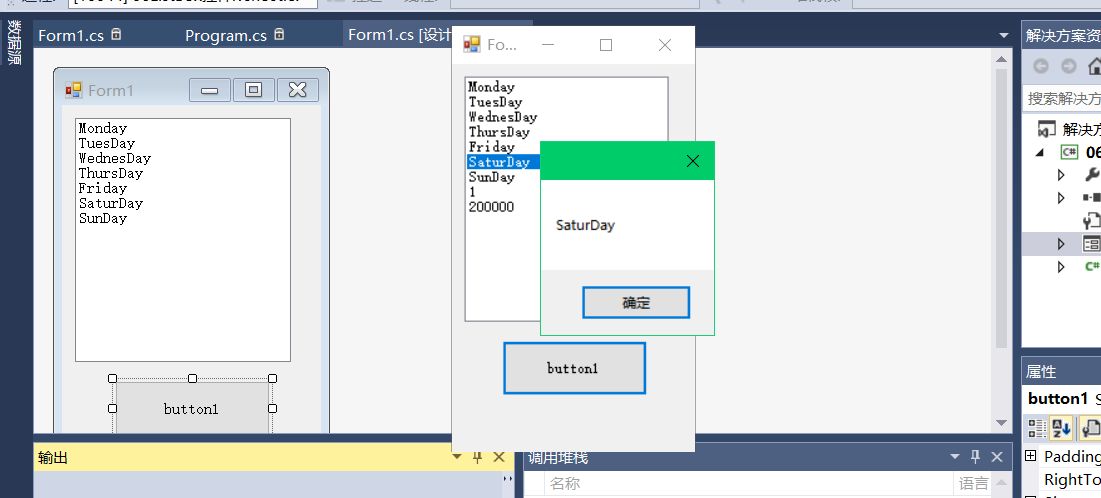 数据源
Form1.cs
Program.cs
Form1.cs [设计
解决方案资
搜索解决方
解决方
06
Form1
Monday
TuesDay
WednesDay
ThursDay
Friday
SaturDay
SunDay
button1
Fo...
Monday
TuesDay
WednesDay
ThursDay
Friday
SaturDay
SunDay
1
200000
SaturDay
确定
button1
属性
button1 S
Padding
RightTo
输出
调用堆栈
名称
语言